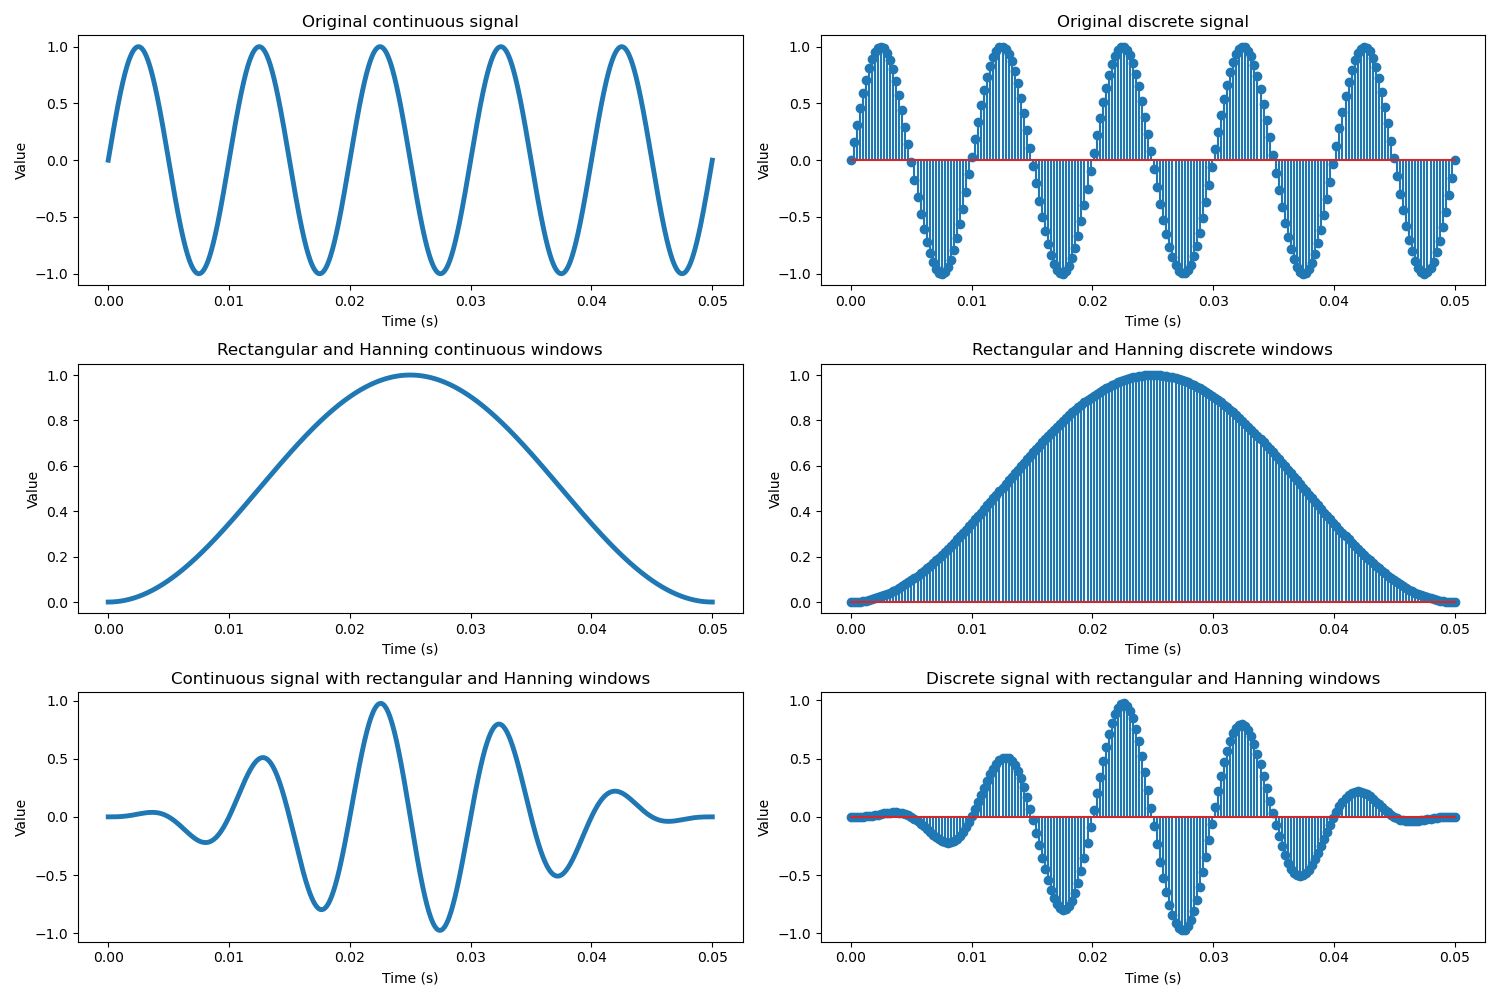 Original continuous signal
1.0
0.5
0.0
−0.5
−1.0
Value
0.00 0.01 0.02 0.03 0.04 0.05
Time (s)
Original discrete signal
1.0
0.5
0.0
−0.5
−1.0
Value
0.00 0.01 0.02 0.03 0.04 0.05
Time (s)
Rectangular and Hanning continuous windows
1.0
0.8
0.6
0.4
0.2
0.0
Value
0.00 0.01 0.02 0.03 0.04 0.05
Time (s)
Rectangular and Hanning discrete windows
1.0
0.8
0.6
0.4
0.2
0.0
Value
0.00 0.01 0.02 0.03 0.04 0.05
Time (s)
Continuous signal with rectangular and Hanning windows
1.0
0.5
0.0
−0.5
−1.0
Value
0.00 0.01 0.02 0.03 0.04 0.05
Time (s)
Discrete signal with rectangular and Hanning windows
1.0
0.5
0.0
−0.5
−1.0
Value
0.00 0.01 0.02 0.03 0.04 0.05
Time (s)